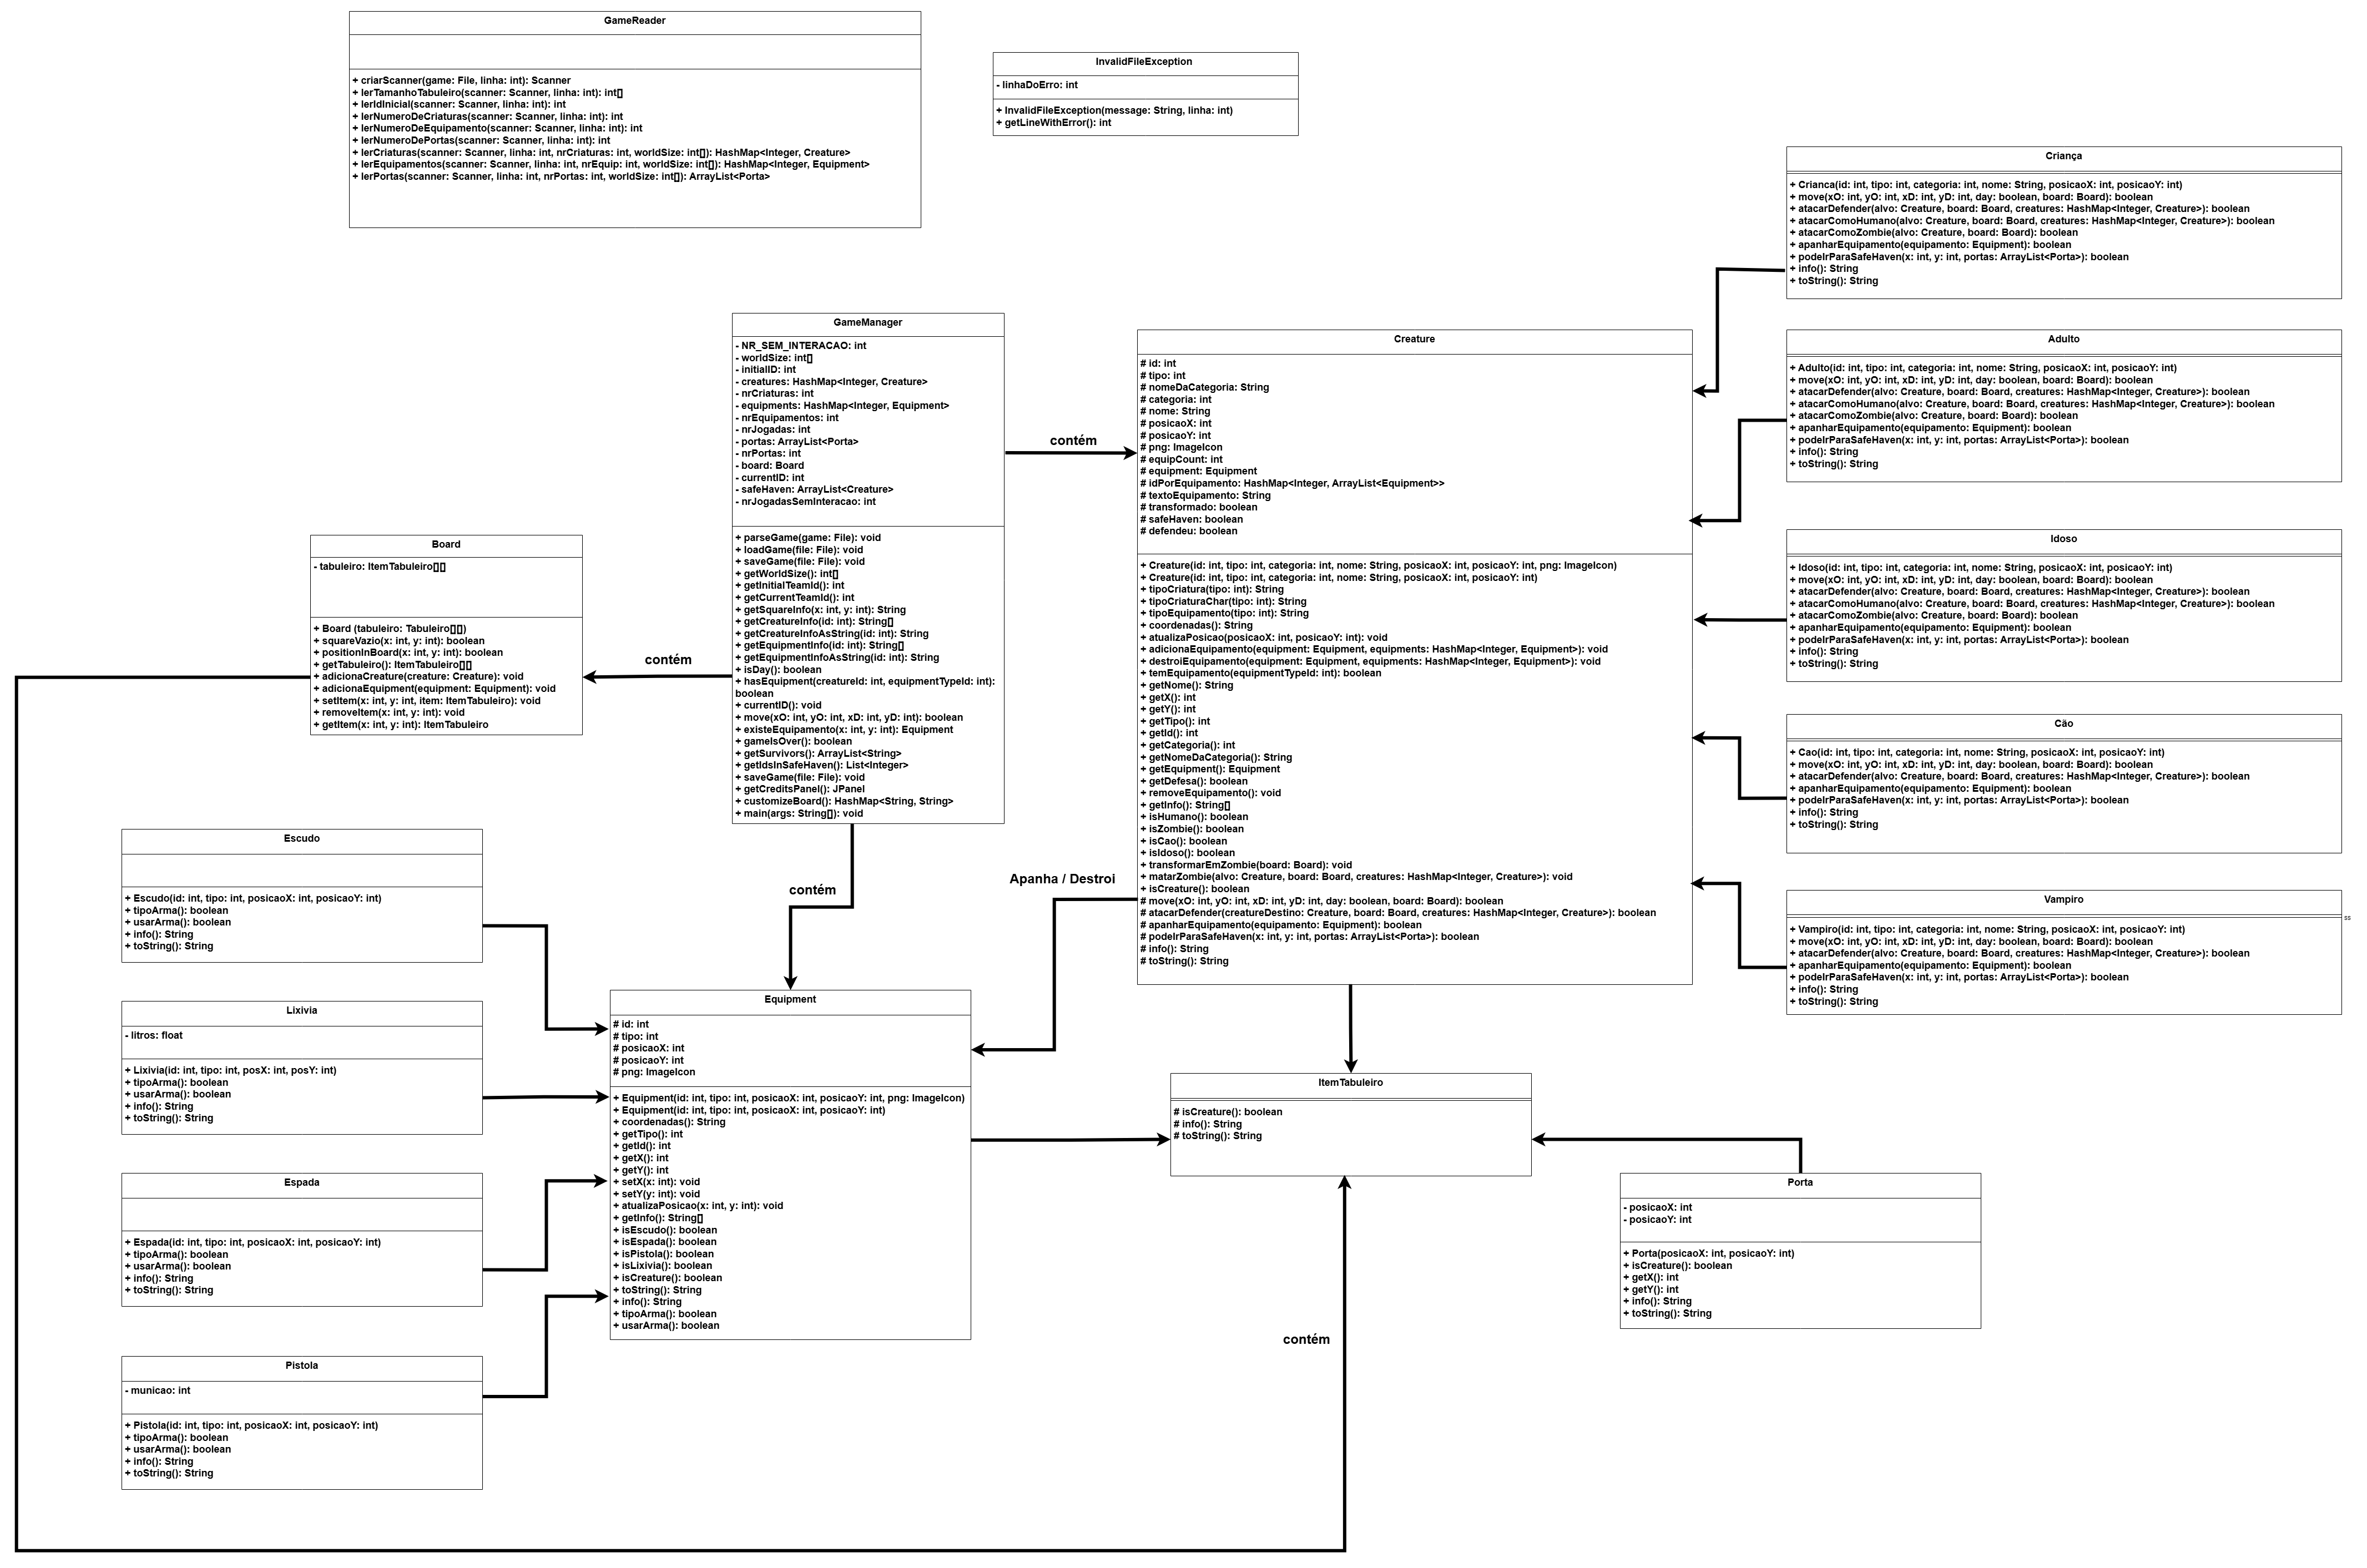 GameReader
+ criarScanner(game: File, linha: int): Scanner
+ lerTamanhoTabuleiro(scanner: Scanner, linha: int): int[]
+ lerIdInicial(scanner: Scanner, linha: int): int
+ lerNumeroDeCriaturas(scanner: Scanner, linha: int): int
+ lerNumeroDeEquipamento(scanner: Scanner, linha: int): int
+ lerNumeroDePortas(scanner: Scanner, linha: int): int
+ lerCriaturas(scanner: Scanner, linha: int, nrCriaturas: int, worldSize: int[]): HashMap<Integer, Creature>
+ lerEquipamentos(scanner: Scanner, linha: int, nrEquip: int, worldSize: int[]): HashMap<Integer, Equipment>
+ lerPortas(scanner: Scanner, linha: int, nrPortas: int, worldSize: int[]): ArrayList<Porta>
InvalidFileException
- linhaDoErro: int
+ InvalidFileException(message: String, linha: int)
+ getLineWithError(): int
Criança
+ Crianca(id: int, tipo: int, categoria: int, nome: String, posicaoX: int, posicaoY: int)
+ move(xO: int, yO: int, xD: int, yD: int, day: boolean, board: Board): boolean
+ atacarDefender(alvo: Creature, board: Board, creatures: HashMap<Integer, Creature>): boolean
+ atacarComoHumano(alvo: Creature, board: Board, creatures: HashMap<Integer, Creature>): boolean
+ atacarComoZombie(alvo: Creature, board: Board): boolean
+ apanharEquipamento(equipamento: Equipment): boolean
+ podeIrParaSafeHaven(x: int, y: int, portas: ArrayList<Porta>): boolean
+ info(): String
+ toString(): String
GameManager
- NR_SEM_INTERACAO: int
- worldSize: int[]
- initialID: int
- creatures: HashMap<Integer, Creature>
- nrCriaturas: int
- equipments: HashMap<Integer, Equipment>
- nrEquipamentos: int
- nrJogadas: int
- portas: ArrayList<Porta>
- nrPortas: int
- board: Board
- currentID: int
- safeHaven: ArrayList<Creature>
- nrJogadasSemInteracao: int
+ parseGame(game: File): void
+ loadGame(file: File): void
+ saveGame(file: File): void
+ getWorldSize(): int[]
+ getInitialTeamId(): int
+ getCurrentTeamId(): int
+ getSquareInfo(x: int, y: int): String
+ getCreatureInfo(id: int): String[]
+ getCreatureInfoAsString(id: int): String
+ getEquipmentInfo(id: int): String[]
+ getEquipmentInfoAsString(id: int): String
+ isDay(): boolean
+ hasEquipment(creatureId: int, equipmentTypeId: int):
boolean
+ currentID(): void
+ move(xO: int, yO: int, xD: int, yD: int): boolean
+ existeEquipamento(x: int, y: int): Equipment
+ gameIsOver(): boolean
+ getSurvivors(): ArrayList<String>
+ getIdsInSafeHaven(): List<Integer>
+ saveGame(file: File): void
+ getCreditsPanel(): JPanel
+ customizeBoard(): HashMap<String, String>
+ main(args: String[]): void
contém
Creature
# id: int
# tipo: int
# nomeDaCategoria: String
# categoria: int
# nome: String
# posicaoX: int
# posicaoY: int
# png: ImageIcon
# equipCount: int
# equipment: Equipment
# idPorEquipamento: HashMap<Integer, ArrayList<Equipment>>
# textoEquipamento: String
# transformado: boolean
# safeHaven: boolean
# defendeu: boolean
+ Creature(id: int, tipo: int, categoria: int, nome: String, posicaoX: int, posicaoY: int, png: ImageIcon)
+ Creature(id: int, tipo: int, categoria: int, nome: String, posicaoX: int, posicaoY: int)
+ tipoCriatura(tipo: int): String
+ tipoCriaturaChar(tipo: int): String
+ tipoEquipamento(tipo: int): String
+ coordenadas(): String
+ atualizaPosicao(posicaoX: int, posicaoY: int): void
+ adicionaEquipamento(equipment: Equipment, equipments: HashMap<Integer, Equipment>): void
+ destroiEquipamento(equipment: Equipment, equipments: HashMap<Integer, Equipment>): void
+ temEquipamento(equipmentTypeId: int): boolean
+ getNome(): String
+ getX(): int
+ getY(): int
+ getTipo(): int
+ getId(): int
+ getCategoria(): int
+ getNomeDaCategoria(): String
+ getEquipment(): Equipment
+ getDefesa(): boolean
+ removeEquipamento(): void
+ getInfo(): String[]
+ isHumano(): boolean
+ isZombie(): boolean
+ isCao(): boolean
+ isIdoso(): boolean
+ transformarEmZombie(board: Board): void
+ matarZombie(alvo: Creature, board: Board, creatures: HashMap<Integer, Creature>): void
+ isCreature(): boolean
# move(xO: int, yO: int, xD: int, yD: int, day: boolean, board: Board): boolean
# atacarDefender(creatureDestino: Creature, board: Board, creatures: HashMap<Integer, Creature>): boolean
# apanharEquipamento(equipamento: Equipment): boolean
# podeIrParaSafeHaven(x: int, y: int, portas: ArrayList<Porta>): boolean
# info(): String
# toString(): String
Adulto
+ Adulto(id: int, tipo: int, categoria: int, nome: String, posicaoX: int, posicaoY: int)
+ move(xO: int, yO: int, xD: int, yD: int, day: boolean, board: Board): boolean
+ atacarDefender(alvo: Creature, board: Board, creatures: HashMap<Integer, Creature>): boolean
+ atacarComoHumano(alvo: Creature, board: Board, creatures: HashMap<Integer, Creature>): boolean
+ atacarComoZombie(alvo: Creature, board: Board): boolean
+ apanharEquipamento(equipamento: Equipment): boolean
+ podeIrParaSafeHaven(x: int, y: int, portas: ArrayList<Porta>): boolean
+ info(): String
+ toString(): String
Idoso
+ Idoso(id: int, tipo: int, categoria: int, nome: String, posicaoX: int, posicaoY: int)
+ move(xO: int, yO: int, xD: int, yD: int, day: boolean, board: Board): boolean
+ atacarDefender(alvo: Creature, board: Board, creatures: HashMap<Integer, Creature>): boolean
+ atacarComoHumano(alvo: Creature, board: Board, creatures: HashMap<Integer, Creature>): boolean
+ atacarComoZombie(alvo: Creature, board: Board): boolean
+ apanharEquipamento(equipamento: Equipment): boolean
+ podeIrParaSafeHaven(x: int, y: int, portas: ArrayList<Porta>): boolean
+ info(): String
+ toString(): String
Cão
+ Cao(id: int, tipo: int, categoria: int, nome: String, posicaoX: int, posicaoY: int)
+ move(xO: int, yO: int, xD: int, yD: int, day: boolean, board: Board): boolean
+ atacarDefender(alvo: Creature, board: Board, creatures: HashMap<Integer, Creature>): boolean
+ apanharEquipamento(equipamento: Equipment): boolean
+ podeIrParaSafeHaven(x: int, y: int, portas: ArrayList<Porta>): boolean
+ info(): String
+ toString(): String
Vampiro
ss
+ Vampiro(id: int, tipo: int, categoria: int, nome: String, posicaoX: int, posicaoY: int)
+ move(xO: int, yO: int, xD: int, yD: int, day: boolean, board: Board): boolean
+ atacarDefender(alvo: Creature, board: Board, creatures: HashMap<Integer, Creature>): boolean
+ apanharEquipamento(equipamento: Equipment): boolean
+ podeIrParaSafeHaven(x: int, y: int, portas: ArrayList<Porta>): boolean
+ info(): String
+ toString(): String
Board
- tabuleiro: ItemTabuleiro[][]
+ Board (tabuleiro: Tabuleiro[][])
+ squareVazio(x: int, y: int): boolean
+ positionInBoard(x: int, y: int): boolean
+ getTabuleiro(): ItemTabuleiro[][]
+ adicionaCreature(creature: Creature): void
+ adicionaEquipment(equipment: Equipment): void
+ setItem(x: int, y: int, item: ItemTabuleiro): void
+ removeItem(x: int, y: int): void
+ getItem(x: int, y: int): ItemTabuleiro
contém
contém
Apanha / Destroi
Escudo
+ Escudo(id: int, tipo: int, posicaoX: int, posicaoY: int)
+ tipoArma(): boolean
+ usarArma(): boolean
+ info(): String
+ toString(): String
Lixivia
- litros: float
+ Lixivia(id: int, tipo: int, posX: int, posY: int)
+ tipoArma(): boolean
+ usarArma(): boolean
+ info(): String
+ toString(): String
Espada
+ Espada(id: int, tipo: int, posicaoX: int, posicaoY: int)
+ tipoArma(): boolean
+ usarArma(): boolean
+ info(): String
+ toString(): String
Pistola
- municao: int
+ Pistola(id: int, tipo: int, posicaoX: int, posicaoY: int)
+ tipoArma(): boolean
+ usarArma(): boolean
+ info(): String
+ toString(): String
Equipment
# id: int
# tipo: int
# posicaoX: int
# posicaoY: int
# png: ImageIcon
+ Equipment(id: int, tipo: int, posicaoX: int, posicaoY: int, png: ImageIcon)
+ Equipment(id: int, tipo: int, posicaoX: int, posicaoY: int)
+ coordenadas(): String
+ getTipo(): int
+ getId(): int
+ getX(): int
+ getY(): int
+ setX(x: int): void
+ setY(y: int): void
+ atualizaPosicao(x: int, y: int): void
+ getInfo(): String[]
+ isEscudo(): boolean
+ isEspada(): boolean
+ isPistola(): boolean
+ isLixivia(): boolean
+ isCreature(): boolean
+ toString(): String
+ info(): String
+ tipoArma(): boolean
+ usarArma(): boolean
ItemTabuleiro
# isCreature(): boolean
# info(): String
# toString(): String
Porta
- posicaoX: int
- posicaoY: int
+ Porta(posicaoX: int, posicaoY: int)
+ isCreature(): boolean
+ getX(): int
+ getY(): int
+ info(): String
+ toString(): String
contém